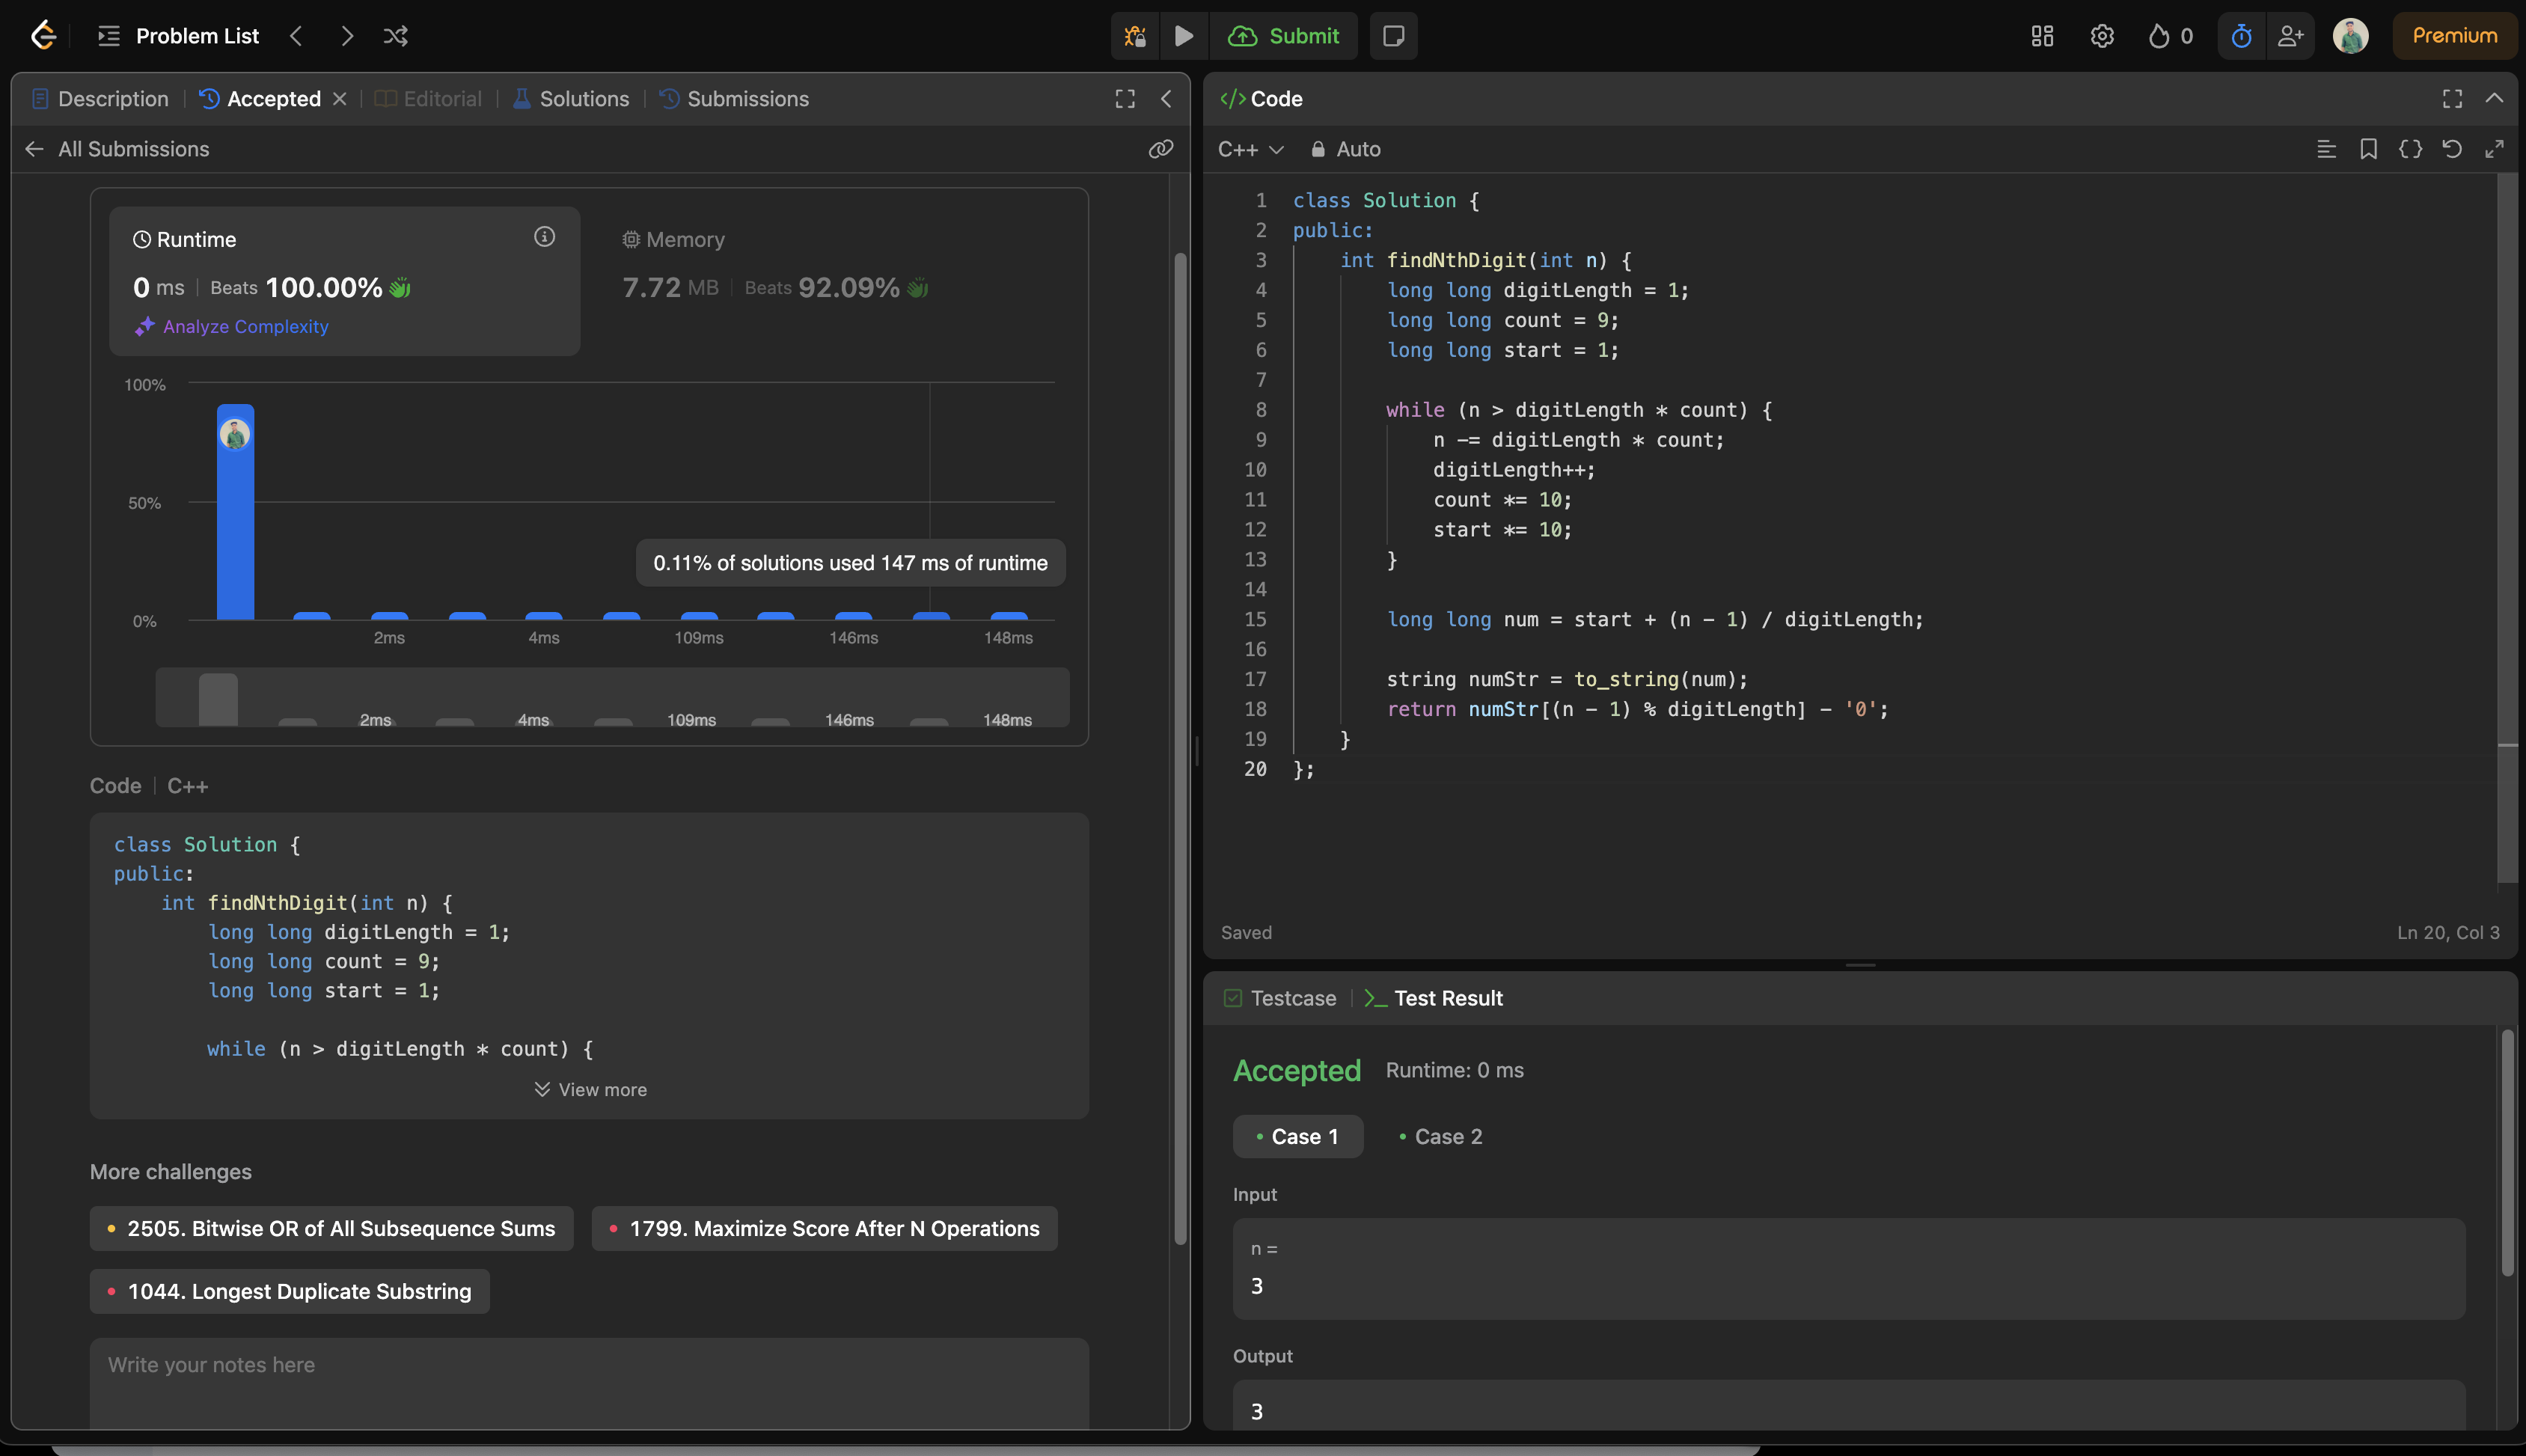 Problem List
Submit
0
Premium
Description
Accepted
Editorial
Solutions
Submissions
All Submissions
Runtime
0 ms
Beats 100.00%
Analyze Complexity
Memory
7.72 MB
Beats 92.09%
100%
50%
0%
0.11% of solutions used 147 ms of runtime
2ms 4ms 109ms 146ms 148ms
2ms 4ms 109ms 146ms 148ms
Code
C++
class Solution {
public:
int findNthDigit(int n) {
long long digitLength = 1;
long long count = 9;
long long start = 1;
while (n > digitLength * count) {
View more
More challenges
2505. Bitwise OR of All Subsequence Sums
1799. Maximize Score After N Operations
1044. Longest Duplicate Substring
Write your notes here
</> Code
C++
Auto
1 class Solution {
2 public:
3 int findNthDigit(int n) {
4 long long digitLength = 1;
5 long long count = 9;
6 long long start = 1;
7
8 while (n > digitLength * count) {
9 n -= digitLength * count;
10 digitLength++;
11 count *= 10;
12 start *= 10;
13 }
14
15 long long num = start + (n - 1) / digitLength;
16
17 string numStr = to_string(num);
18 return numStr[(n - 1) % digitLength] - '0';
19 }
20 };
Saved
Ln 20, Col 3
Testcase
Test Result
Accepted
Runtime: 0 ms
Case 1
Case 2
Input
n =
3
Output
3